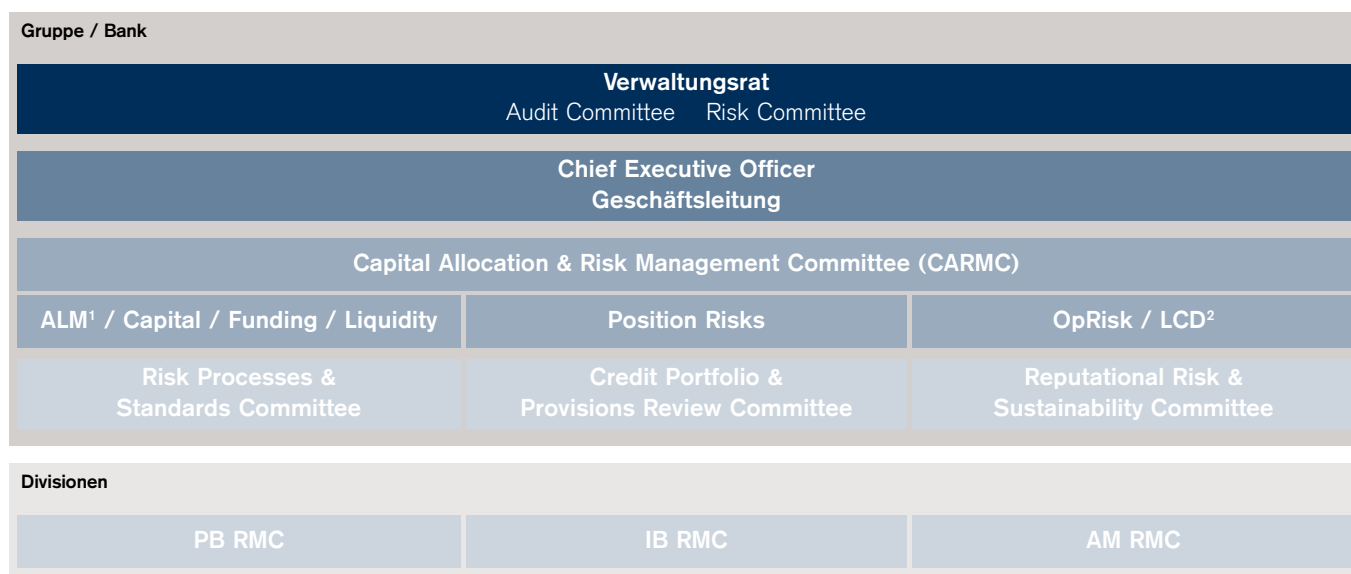 Gruppe / Bank
Verwaltungsrat
Audit Committee Risk Committee
Chief Executive Officer
Geschäftsleitung
Capital Allocation & Risk Management Committee (CARMC)
ALM¹ / Capital / Funding / Liquidity
Position Risks
OpRisk / LCD²
Risk Processes &
Standards Committee
Credit Portfolio &
Provisions Review Committee
Reputational Risk &
Sustainability Committee
Divisionen
PB RMC
IB RMC
AM RMC